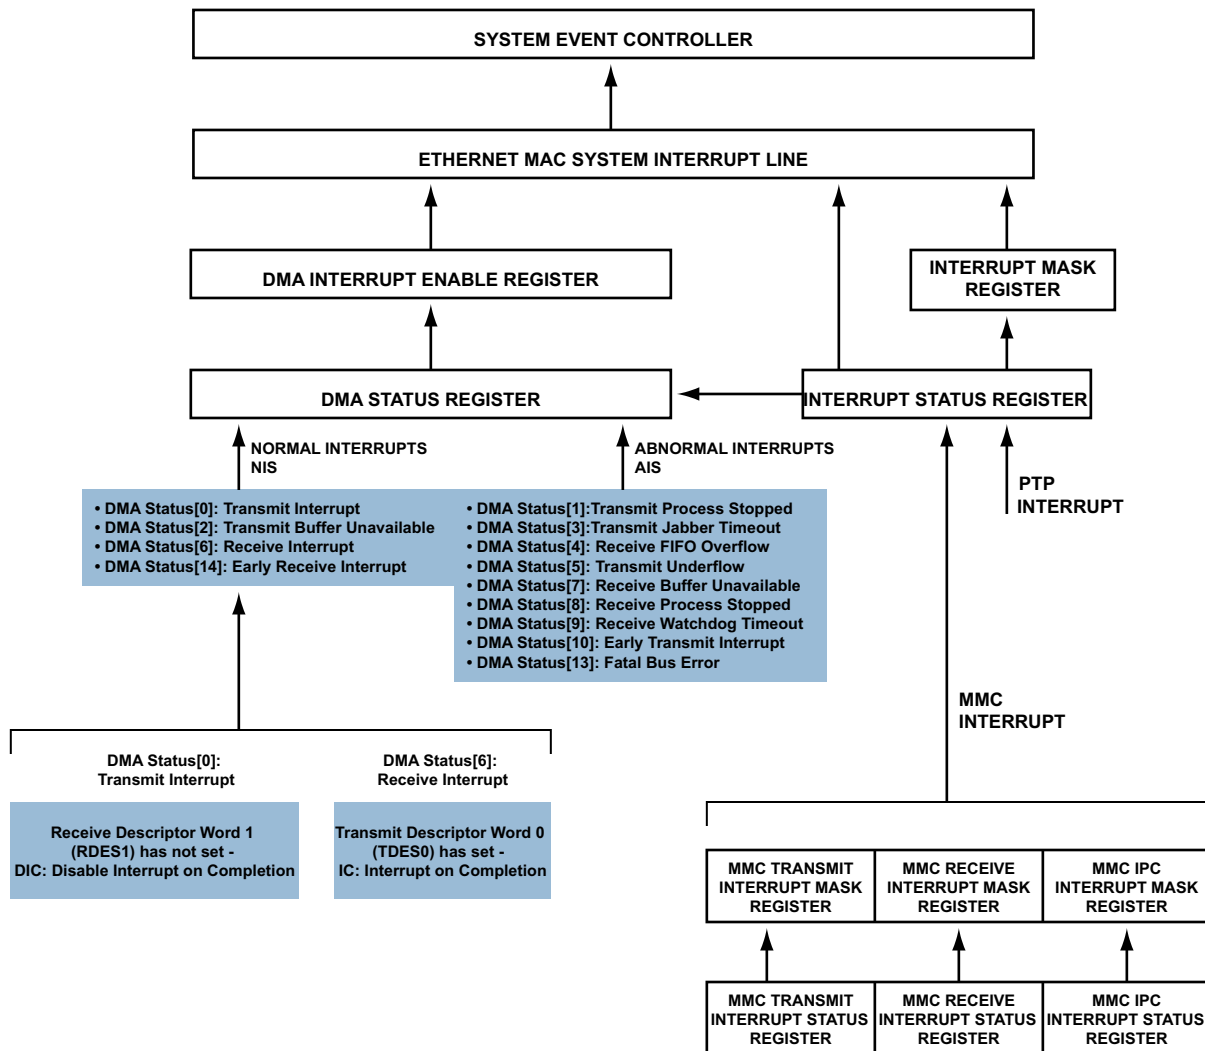 SYSTEM EVENT CONTROLLER
ETHERNET MAC SYSTEM INTERRUPT LINE
DMA INTERRUPT ENABLE REGISTER
INTERRUPT MASK
REGISTER
DMA STATUS REGISTER
INTERRUPT STATUS REGISTER
NORMAL INTERRUPTS
NIS
ABNORMAL INTERRUPTS
AIS
PTP
INTERRUPT
• DMA Status[0]: Transmit Interrupt
• DMA Status[2]: Transmit Buffer Unavailable
• DMA Status[6]: Receive Interrupt
• DMA Status[14]: Early Receive Interrupt
• DMA Status[1]:Transmit Process Stopped
• DMA Status[3]:Transmit Jabber Timeout
• DMA Status[4]: Receive FIFO Overflow
• DMA Status[5]: Transmit Underflow
• DMA Status[7]: Receive Buffer Unavailable
• DMA Status[8]: Receive Process Stopped
• DMA Status[9]: Receive Watchdog Timeout
• DMA Status[10]: Early Transmit Interrupt
• DMA Status[13]: Fatal Bus Error
MMC
INTERRUPT
DMA Status[0]:
Transmit Interrupt
DMA Status[6]:
Receive Interrupt
Receive Descriptor Word 1
(RDES1) has not set -
DIC: Disable Interrupt on Completion
Transmit Descriptor Word 0
(TDES0) has set -
IC: Interrupt on Completion
MMC TRANSMIT
INTERRUPT MASK
REGISTER
MMC RECEIVE
INTERRUPT MASK
REGISTER
MMC IPC
INTERRUPT MASK
REGISTER
MMC TRANSMIT
INTERRUPT STATUS
REGISTER
MMC RECEIVE
INTERRUPT STATUS
REGISTER
MMC IPC
INTERRUPT STATUS
REGISTER